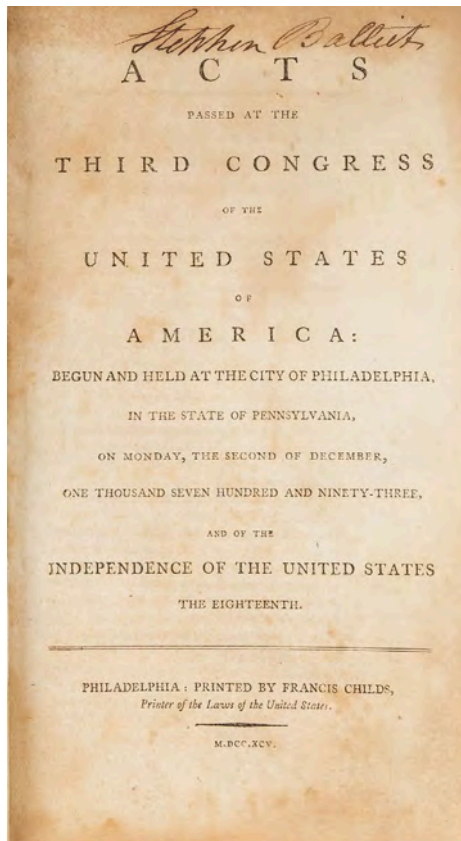 Stephen Balliet
ACTS
PASSED AT THE
THIRD CONGRESS
OF THE
UNITED STATES
OF
AMERICA:
BEGUN AND HELD AT THE CITY OF PHILADELPHIA,
IN THE STATE OF PENNSYLVANIA,
ON MONDAY, THE SECOND OF DECEMBER,
ONE THOUSAND SEVEN HUNDRED AND NINETY-THREE,
AND OF THE
INDEPENDENCE OF THE UNITED STATES
THE EIGHTEENTH.
PHILADELPHIA: PRINTED BY FRANCIS CHILDS,
Printer of the Laws of the United States.
M.DCC.XCV.